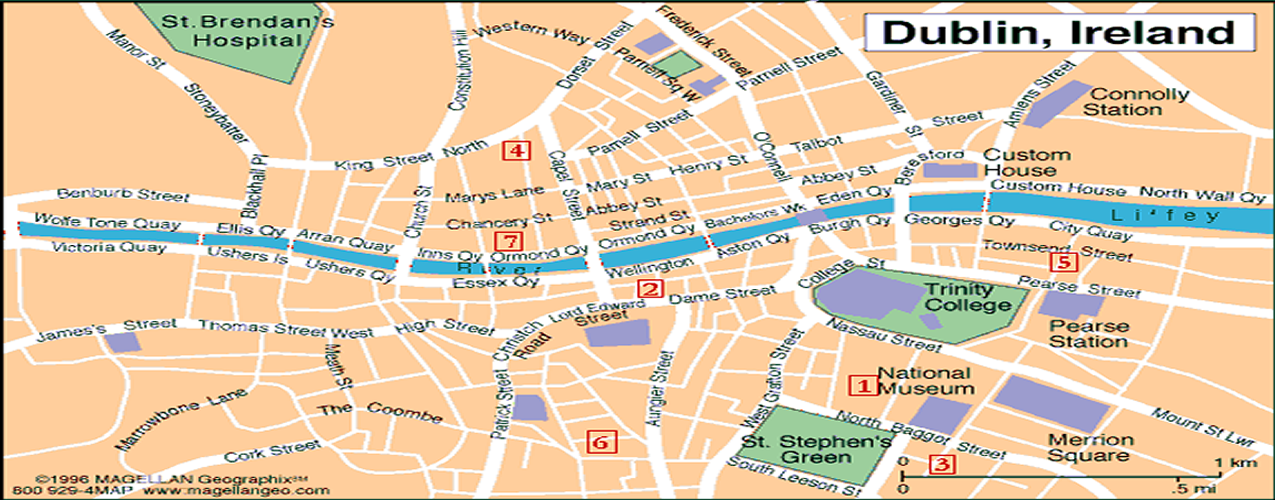 Dublin, Ireland
St.Brendan's
Hospital
Manor St
Stoneybatter
Constitution Hill
Western Way
Dorset Street
Frederick Street
Parnell Sq W
Parnell Street
Gardiner St
Amiens Street
Connolly
Station
King Street North
4
Capel Street
Parnell Street
O'Connell
Talbot Street
Beresford
Custom
House
Blackhall Pl
Church St
Marys Lane
Mary St
Henry St
Abbey St
Benburb Street
Chancery St
Abbey St
Strand St
Bachelors Wk
Eden Qy
Custom House
North Wall Qy
Wolfe Tone Quay
Ellis Qy
Arran Quay
Inns Qy
Ormond Qy
7
Ormond Qy
Aston Qy
Burgh Qy
Georges Qy
City Quay
River
Liffey
Victoria Quay
Ushers Is
Ushers Qy
Essex Qy
Wellington
College St
Townsend Street
5
2
Dame Street
Lord Edward
Street
Trinity
College
Pearse Street
Pearse
Station
James's Street
Thomas Street West
High Street
Christch
Road
Nassau Street
Meath St
Patrick Street
Aungier Street
West Grafton Street
1
National
Museum
Marrowbone Lane
The Coombe
Cork Street
6
St. Stephen's
Green
North
Baggot Street
South Leeson St
3
Merrion
Square
Mount St Lwr
0
1 km
0
.5 mi
©1996 MAGELLAN Geographix℠
800 929-4MAP www.magellangeo.com